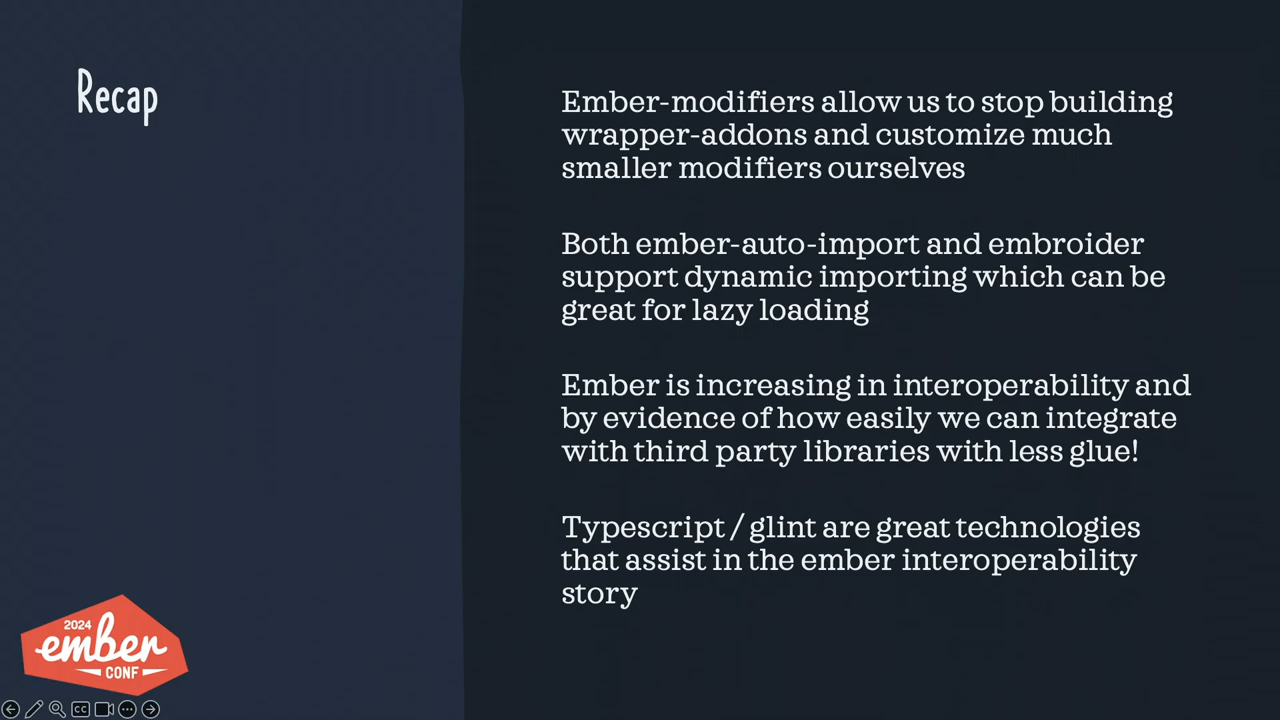 Recap
Ember-modifiers allow us to stop building
wrapper-addons and customize much
smaller modifiers ourselves
Both ember-auto-import and embroider
support dynamic importing which can be
great for lazy loading
Ember is increasing in interoperability and
by evidence of how easily we can integrate
with third party libraries with less glue!
Typescript / glint are great technologies
that assist in the ember interoperability
story
2024
ember
CONF
CC